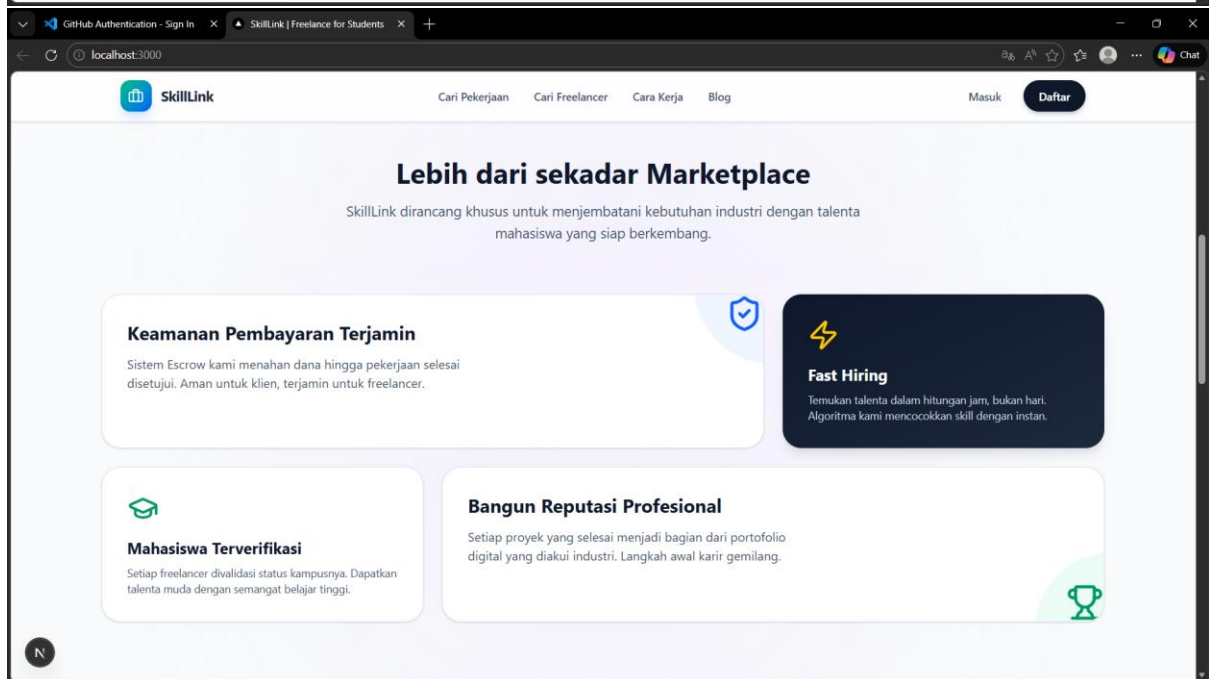 GitHub Authentication - Sign In
SkillLink | Freelance for Students
localhost:3000
Chat
SkillLink
Cari Pekerjaan
Cari Freelancer
Cara Kerja
Blog
Masuk
Daftar
Lebih dari sekadar Marketplace
SkillLink dirancang khusus untuk menjembatani kebutuhan industri dengan talenta
mahasiswa yang siap berkembang.
Keamanan Pembayaran Terjamin
Sistem Escrow kami menahan dana hingga pekerjaan selesai
disetujui. Aman untuk klien, terjamin untuk freelancer.
Fast Hiring
Temukan talenta dalam hitungan jam, bukan hari.
Algoritma kami mencocokkan skill dengan instan.
Mahasiswa Terverifikasi
Setiap freelancer divalidasi status kampusnya. Dapatkan
talenta muda dengan semangat belajar tinggi.
Bangun Reputasi Profesional
Setiap proyek yang selesai menjadi bagian dari portofolio
digital yang diakui industri. Langkah awal karir gemilang.
N